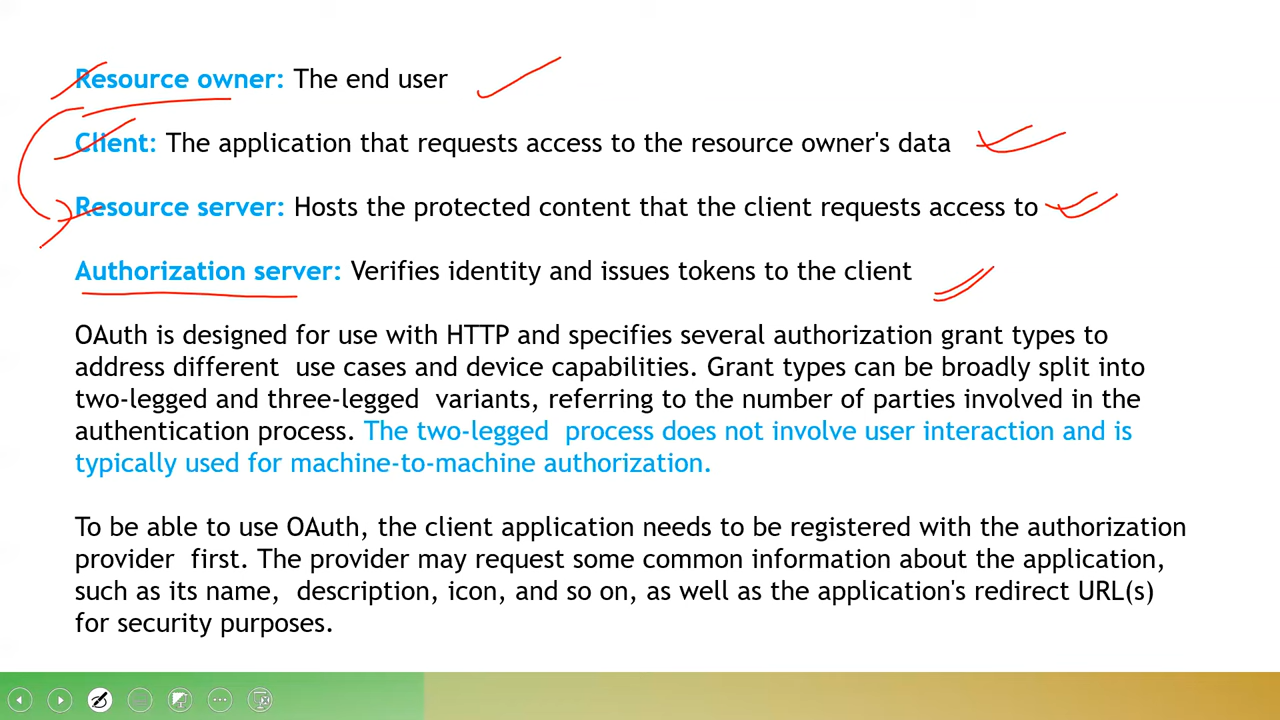 Resource owner: The end user
Client: The application that requests access to the resource owner's data
Resource server: Hosts the protected content that the client requests access to
Authorization server: Verifies identity and issues tokens to the client
OAuth is designed for use with HTTP and specifies several authorization grant types to
address different use cases and device capabilities. Grant types can be broadly split into
two-legged and three-legged variants, referring to the number of parties involved in the
authentication process. The two-legged process does not involve user interaction and is
typically used for machine-to-machine authorization.
To be able to use OAuth, the client application needs to be registered with the authorization
provider first. The provider may request some common information about the application,
such as its name, description, icon, and so on, as well as the application's redirect URL(s)
for security purposes.